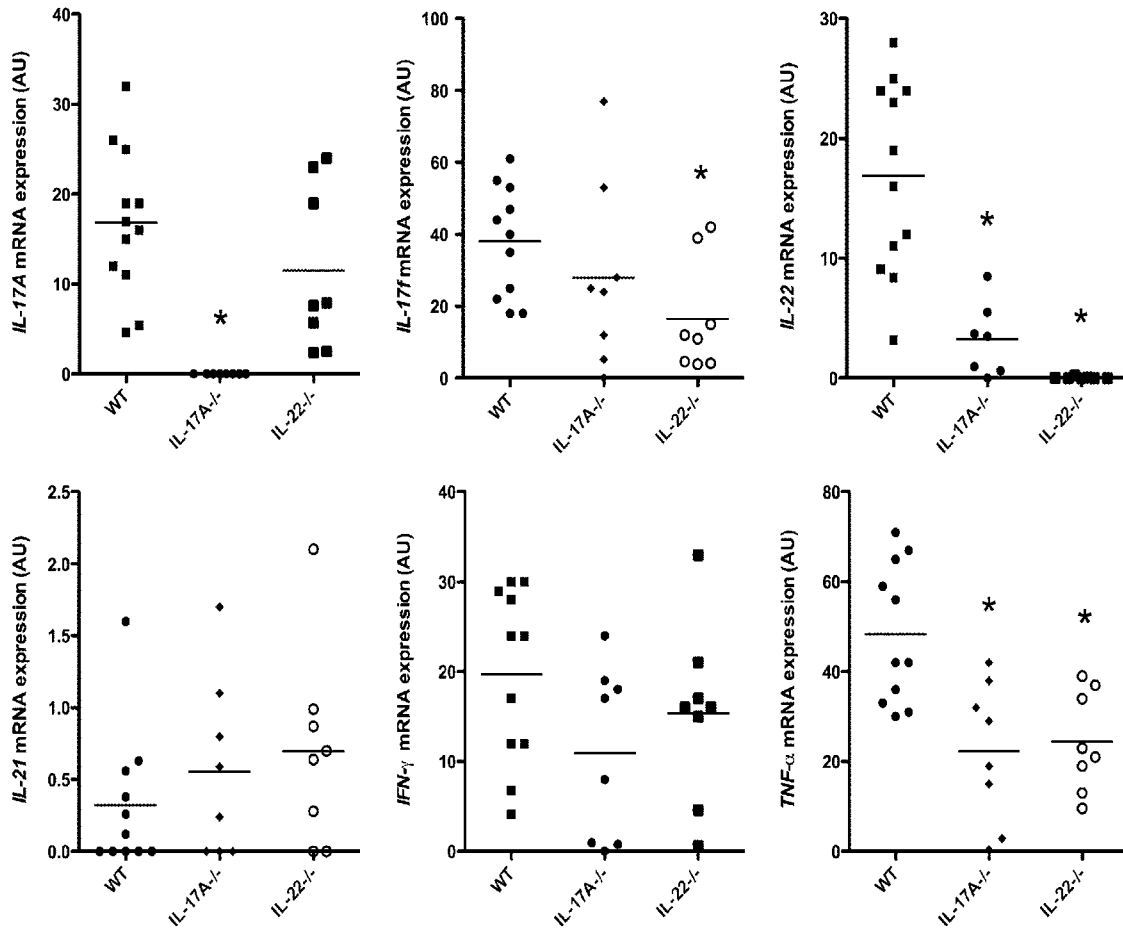 IL-17A mRNA expression (AU)
40
30
20
10
0
*
WT
IL-17A-/-
IL-22-/-
IL-17f mRNA expression (AU)
100
80
60
40
20
0
*
WT
IL-17A-/-
IL-22-/-
IL-22 mRNA expression (AU)
30
20
10
0
*
*
WT
IL-17A-/-
IL-22-/-
IL-21 mRNA expression (AU)
2.5
2.0
1.5
1.0
0.5
0.0
WT
IL-17A-/-
IL-22-/-
IFN-γ mRNA expression (AU)
40
30
20
10
0
WT
IL-17A-/-
IL-22-/-
TNF-α mRNA expression (AU)
80
60
40
20
0
*
*
WT
IL-17A-/-
IL-22-/-